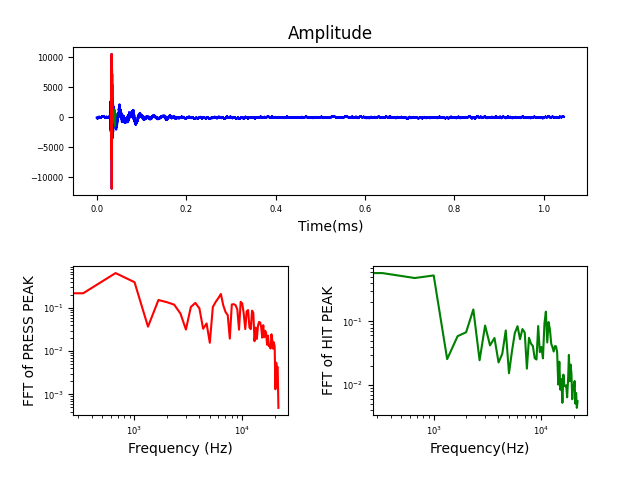 Amplitude
10000
5000
0
−5000
−10000
0.0 0.2 0.4 0.6 0.8 1.0
Time(ms)
FFT of PRESS PEAK
10⁻¹
10⁻²
10⁻³
10³ 10⁴
Frequency (Hz)
FFT of HIT PEAK
10⁻¹
10⁻²
10³ 10⁴
Frequency(Hz)